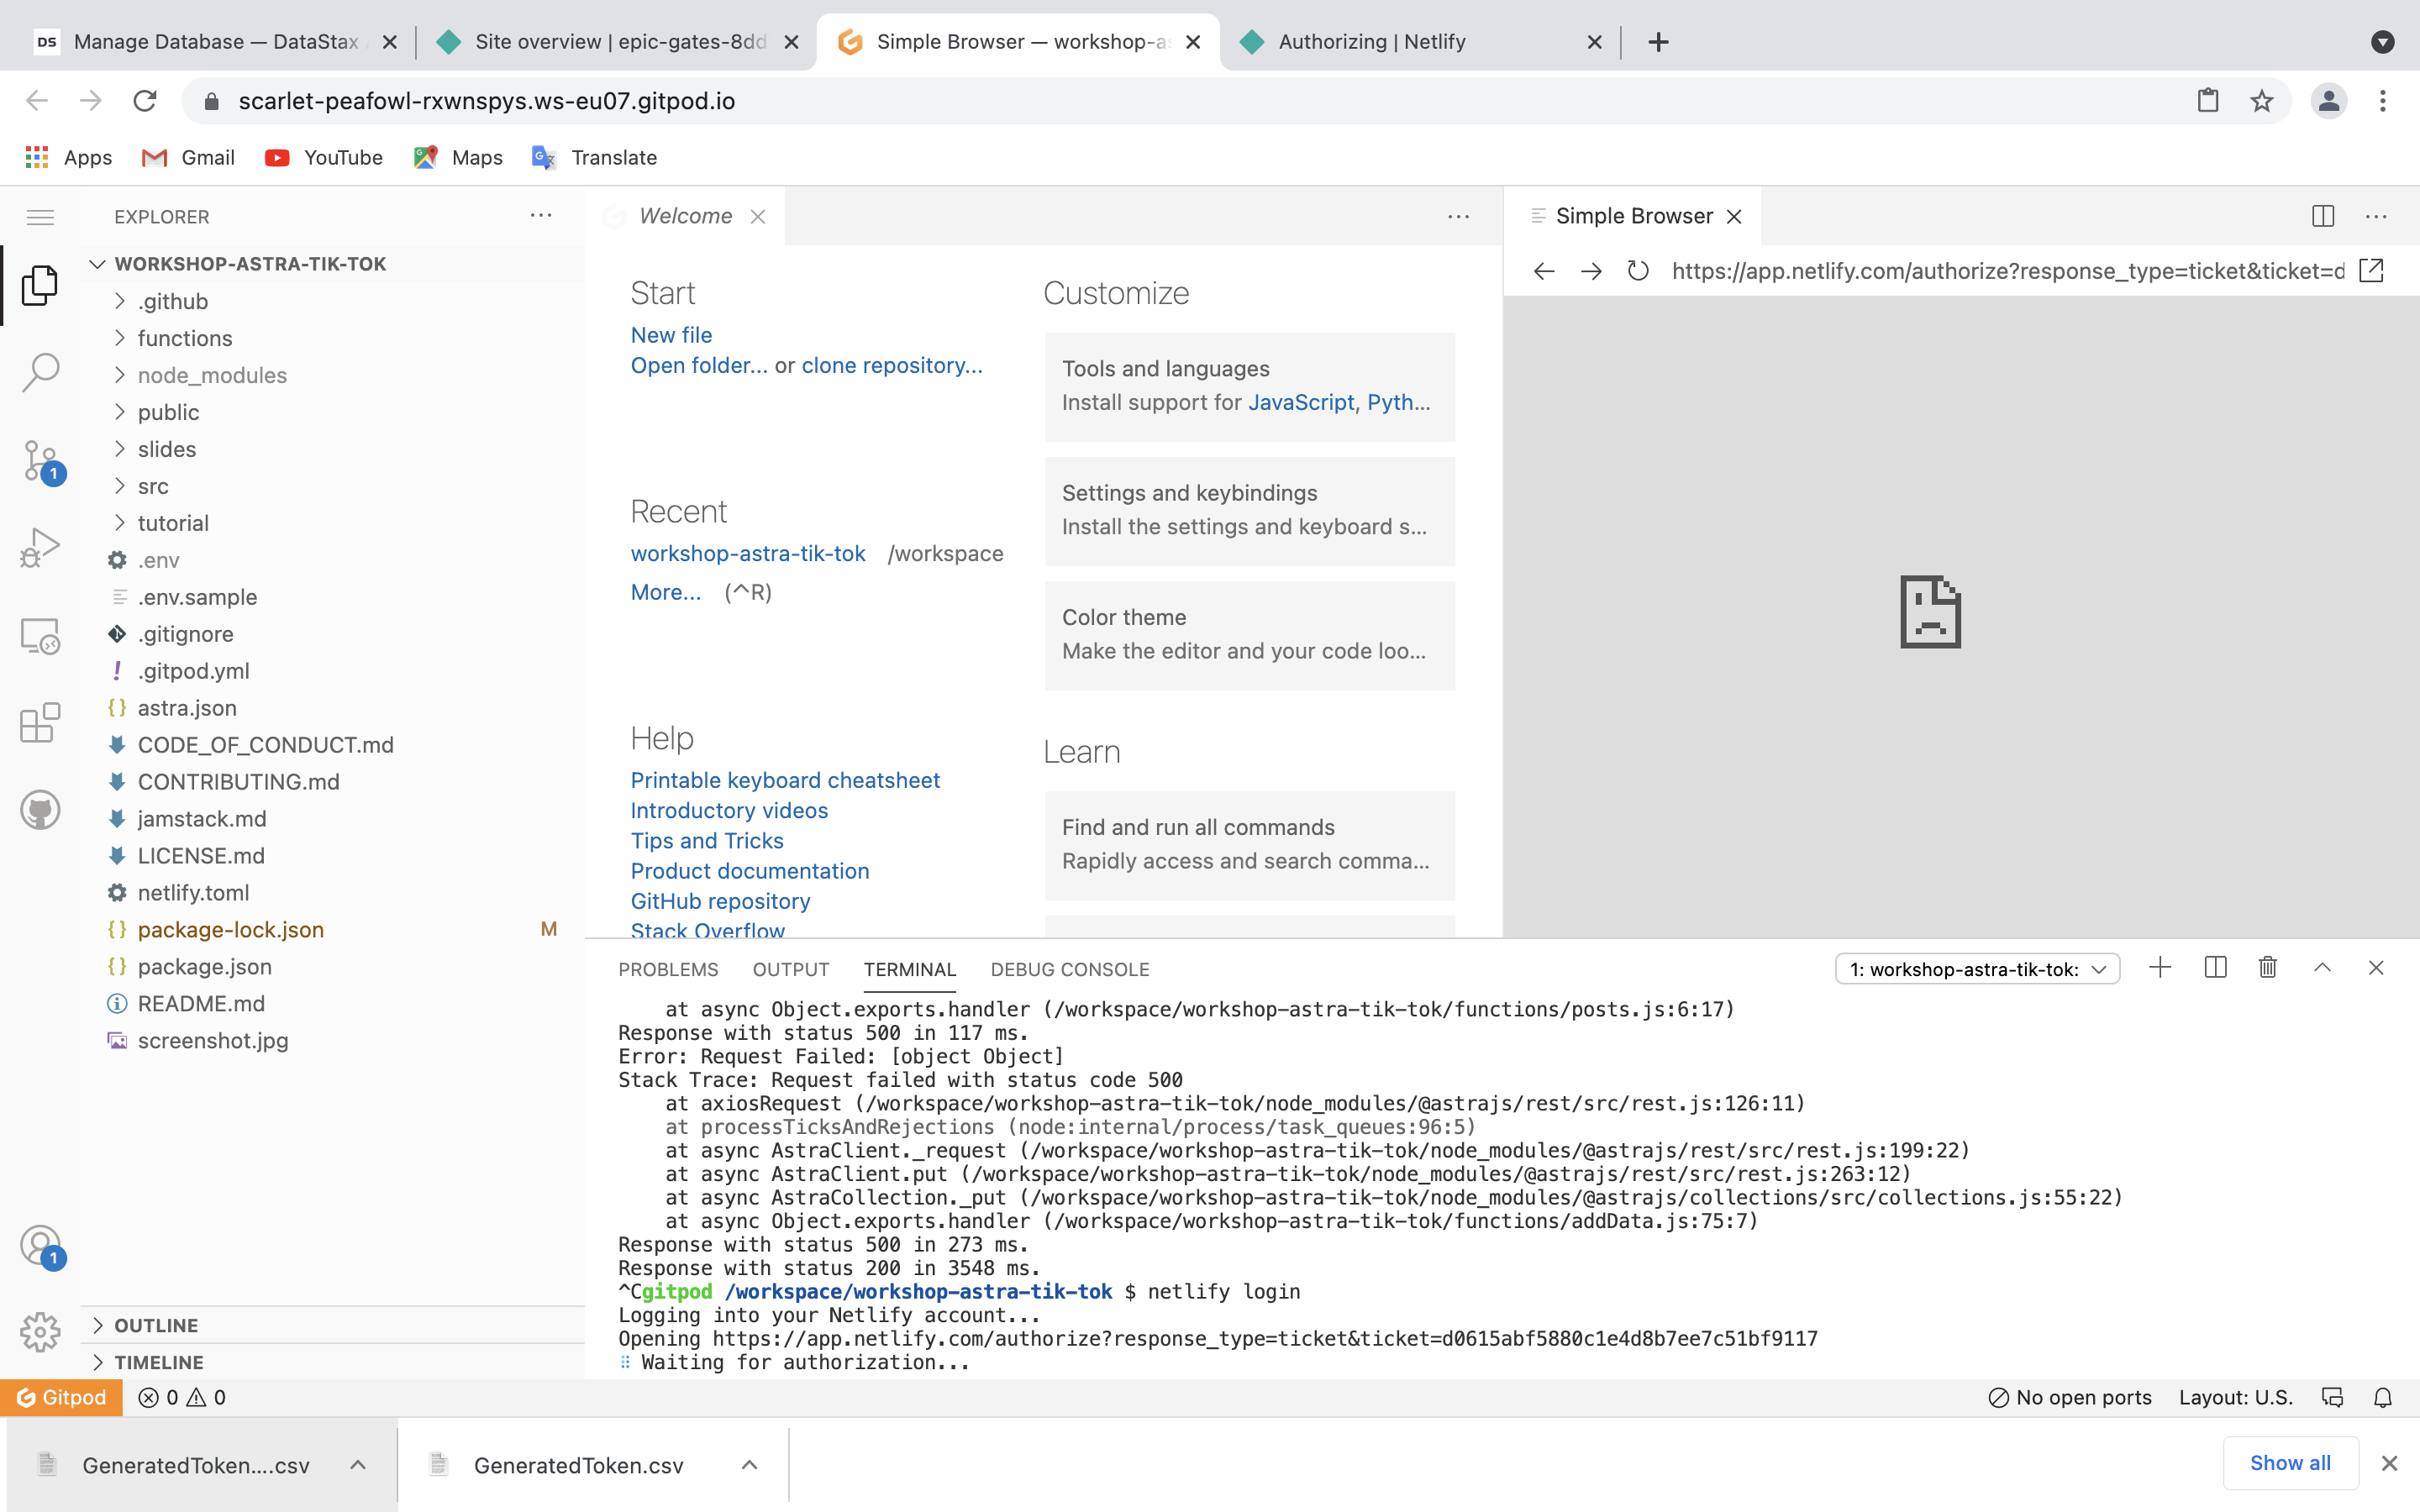 DS Manage Database — DataStax
Site overview | epic-gates-8dd
Simple Browser — workshop-as
Authorizing | Netlify
scarlet-peafowl-rxwnspys.ws-eu07.gitpod.io
Apps
Gmail
YouTube
Maps
Translate
EXPLORER
WORKSHOP-ASTRA-TIK-TOK
.github
functions
node_modules
public
slides
src
tutorial
.env
.env.sample
.gitignore
.gitpod.yml
astra.json
CODE_OF_CONDUCT.md
CONTRIBUTING.md
jamstack.md
LICENSE.md
netlify.toml
package-lock.json M
package.json
README.md
screenshot.jpg
OUTLINE
TIMELINE
1
1
Welcome
Start
New file
Open folder... or clone repository...
Recent
workshop-astra-tik-tok /workspace
More... (^R)
Help
Printable keyboard cheatsheet
Introductory videos
Tips and Tricks
Product documentation
GitHub repository
Stack Overflow
Customize
Tools and languages
Install support for JavaScript, Pyth...
Settings and keybindings
Install the settings and keyboard s...
Color theme
Make the editor and your code loo...
Learn
Find and run all commands
Rapidly access and search comma...
Simple Browser
https://app.netlify.com/authorize?response_type=ticket&ticket=d
PROBLEMS OUTPUT TERMINAL DEBUG CONSOLE
1: workshop-astra-tik-tok:
at async Object.exports.handler (/workspace/workshop-astra-tik-tok/functions/posts.js:6:17)
Response with status 500 in 117 ms.
Error: Request Failed: [object Object]
Stack Trace: Request failed with status code 500
at axiosRequest (/workspace/workshop-astra-tik-tok/node_modules/@astrajs/rest/src/rest.js:126:11)
at processTicksAndRejections (node:internal/process/task_queues:96:5)
at async AstraClient._request (/workspace/workshop-astra-tik-tok/node_modules/@astrajs/rest/src/rest.js:199:22)
at async AstraClient.put (/workspace/workshop-astra-tik-tok/node_modules/@astrajs/rest/src/rest.js:263:12)
at async AstraCollection._put (/workspace/workshop-astra-tik-tok/node_modules/@astrajs/collections/src/collections.js:55:22)
at async Object.exports.handler (/workspace/workshop-astra-tik-tok/functions/addData.js:75:7)
Response with status 500 in 273 ms.
Response with status 200 in 3548 ms.
^Cgitpod /workspace/workshop-astra-tik-tok $ netlify login
Logging into your Netlify account...
Opening https://app.netlify.com/authorize?response_type=ticket&ticket=d0615abf5880c1e4d8b7ee7c51bf9117
Waiting for authorization...
Gitpod 0 0
No open ports Layout: U.S.
GeneratedToken....csv
GeneratedToken.csv
Show all